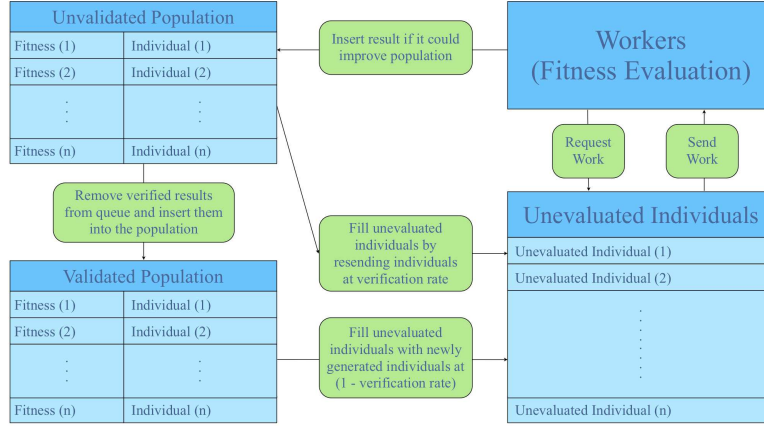 Unvalidated Population
Fitness (1) Individual (1)
Fitness (2) Individual (2)
Fitness (n) Individual (n)
Insert result if it could
improve population
Workers
(Fitness Evaluation)
Request
Work
Send
Work
Remove verified results
from queue and insert them
into the population
Fill unevaluated
individuals by
resending individuals
at verification rate
Unevaluated Individuals
Unevaluated Individual (1)
Unevaluated Individual (2)
Unevaluated Individual (n)
Validated Population
Fitness (1) Individual (1)
Fitness (2) Individual (2)
Fitness (n) Individual (n)
Fill unevaluated
individuals with newly
generated individuals at
(1 - verification rate)